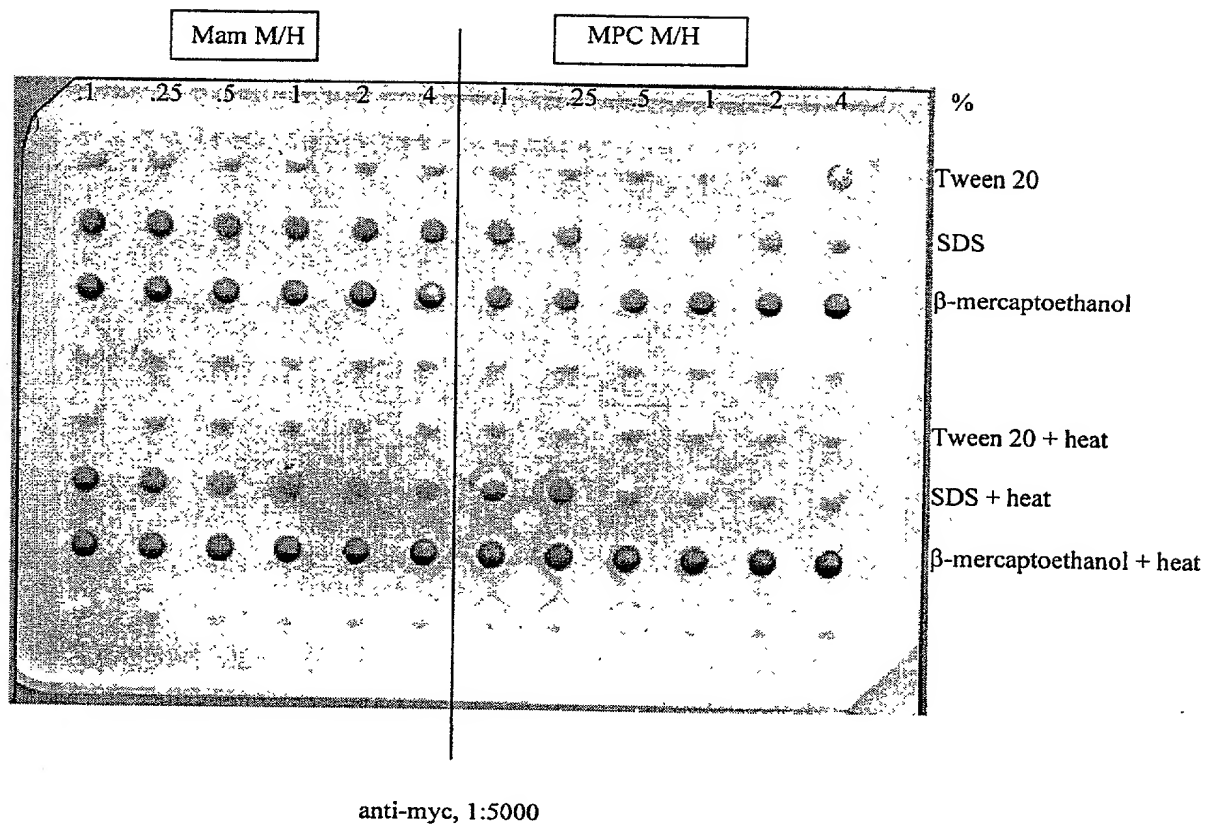 Mam M/H MPC M/H
.1 .25 .5 1 2 4 .1 .25 .5 1 2 4 %
Tween 20
SDS
β-mercaptoethanol
Tween 20 + heat
SDS + heat
β-mercaptoethanol + heat
anti-myc, 1:5000